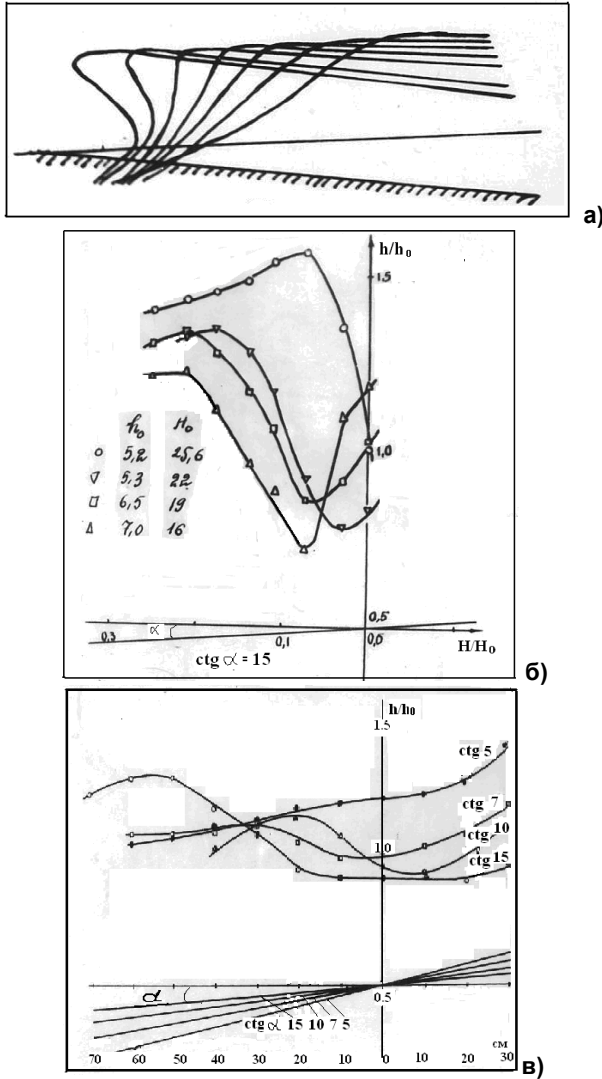 а)
h/h₀
1,5
h₀ H₀
5,2 25,6
5,3 22
6,5 19
7,0 16
1,0
0,5
α
0,3 0,1 0,0
H/H₀
ctg α = 15
б)
h/h₀
1.5
ctg 5
ctg 7
ctg 10
ctg 15
1.0
α
0.5
ctg α 15 10 7 5
см
70 60 50 40 30 20 10 0 10 20 30
в)